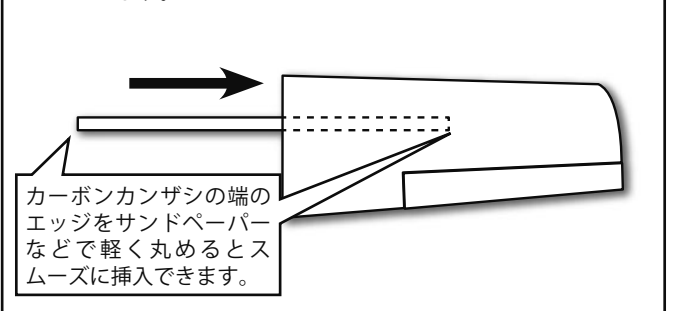 カーボンカンザシの端の
エッジをサンドペーパー
などで軽く丸めるとス
ムーズに挿入できます。